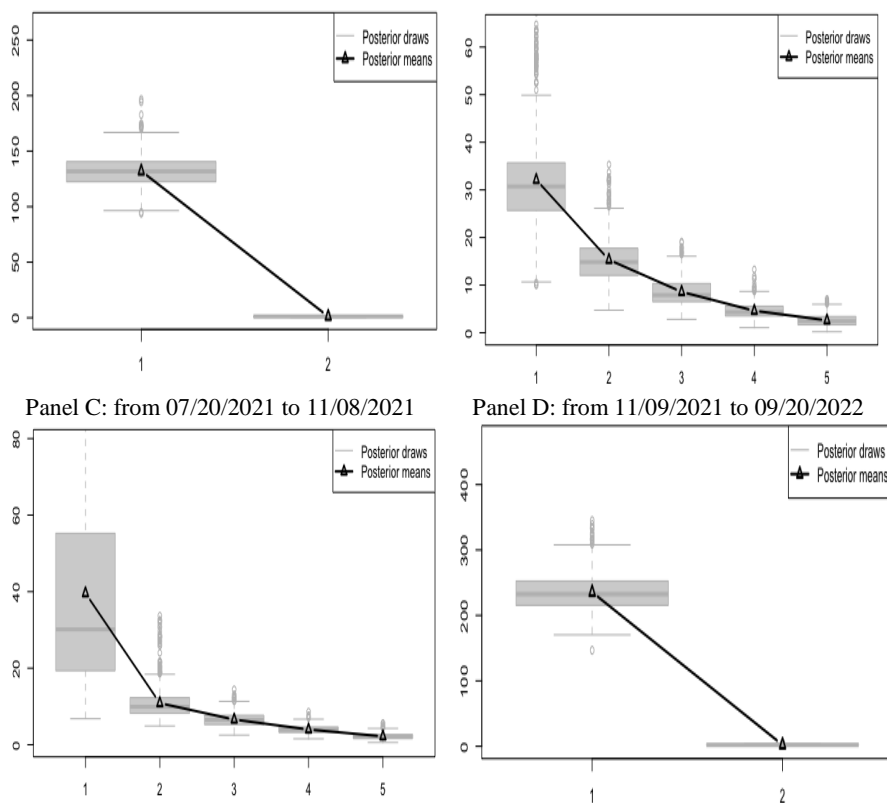 250
200
150
100
50
0
Posterior draws
Posterior means
1 2
60
50
40
30
20
10
0
Posterior draws
Posterior means
1 2 3 4 5
Panel C: from 07/20/2021 to 11/08/2021
Panel D: from 11/09/2021 to 09/20/2022
80
60
40
20
0
Posterior draws
Posterior means
1 2 3 4 5
400
300
200
100
0
Posterior draws
Posterior means
1 2